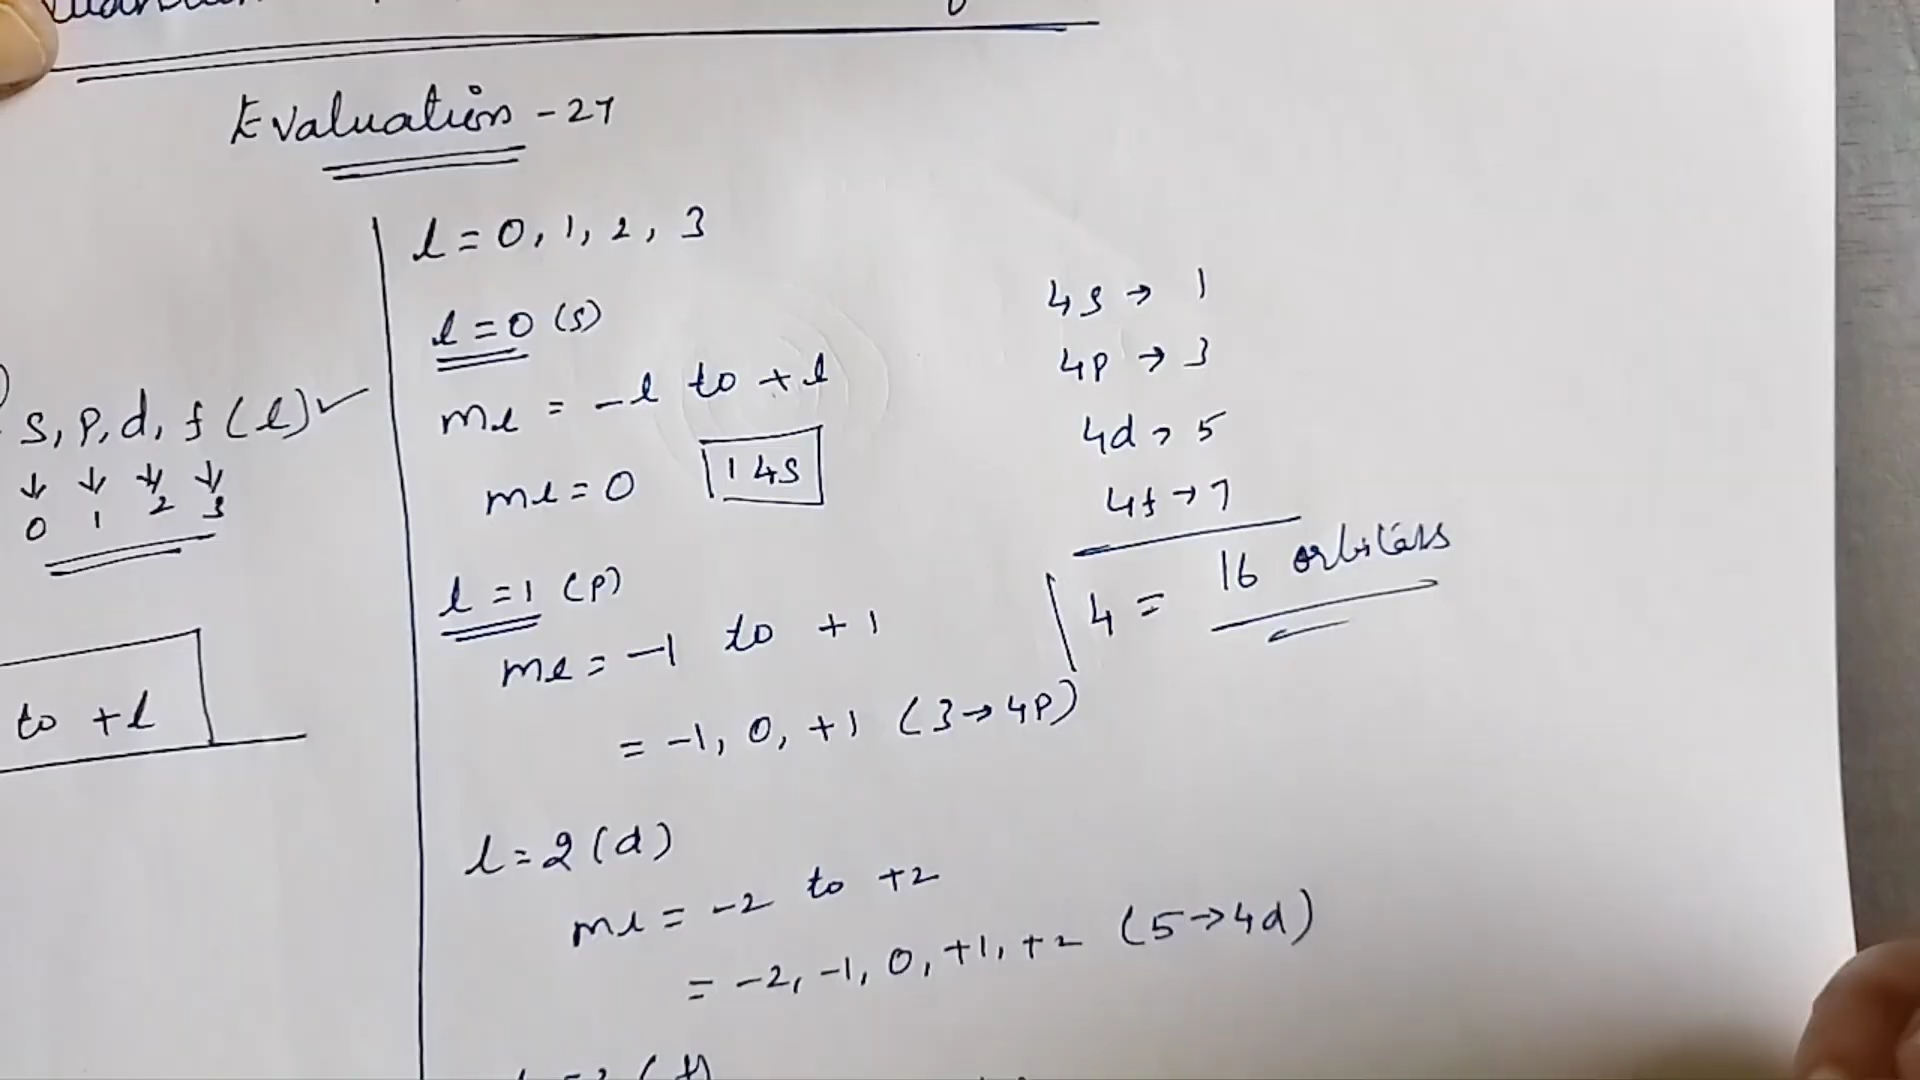 Evaluation - 27
s, p, d, f (l) ✓
↓ ↓ ↓ ↓
0 1 2 3
to +l
l = 0, 1, 2, 3
l = 0 (s)
ml = -l to +l
ml = 0 1 4s
l = 1 (p)
ml = -1 to +1
= -1, 0, +1 (3 → 4p)
l = 2 (d)
ml = -2 to +2
= -2, -1, 0, +1, +2 (5 → 4d)
4s → 1
4p → 3
4d → 5
4f → 7
4 = 16 orbitals